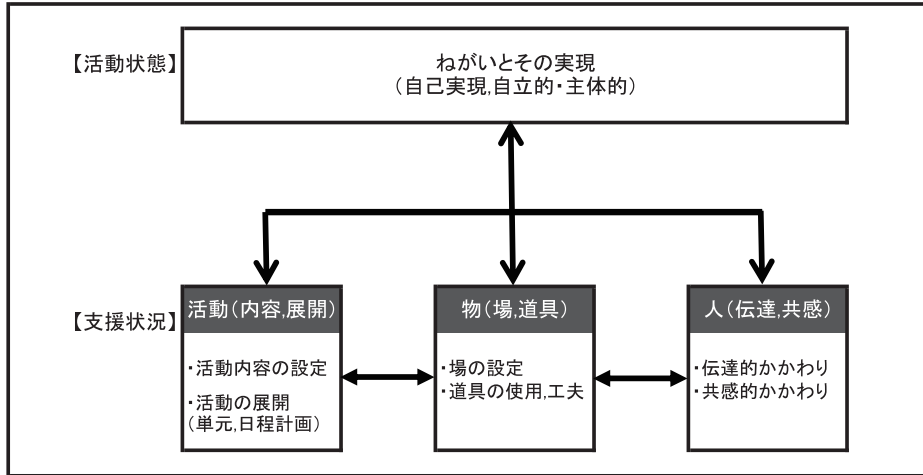 【活動状態】
ねがいとその実現
(自己実現,自立的・主体的)
【支援状況】
活動(内容,展開)
・活動内容の設定
・活動の展開
(単元,日程計画)
物(場,道具)
・場の設定
・道具の使用,工夫
人(伝達,共感)
・伝達的かかわり
・共感的かかわり